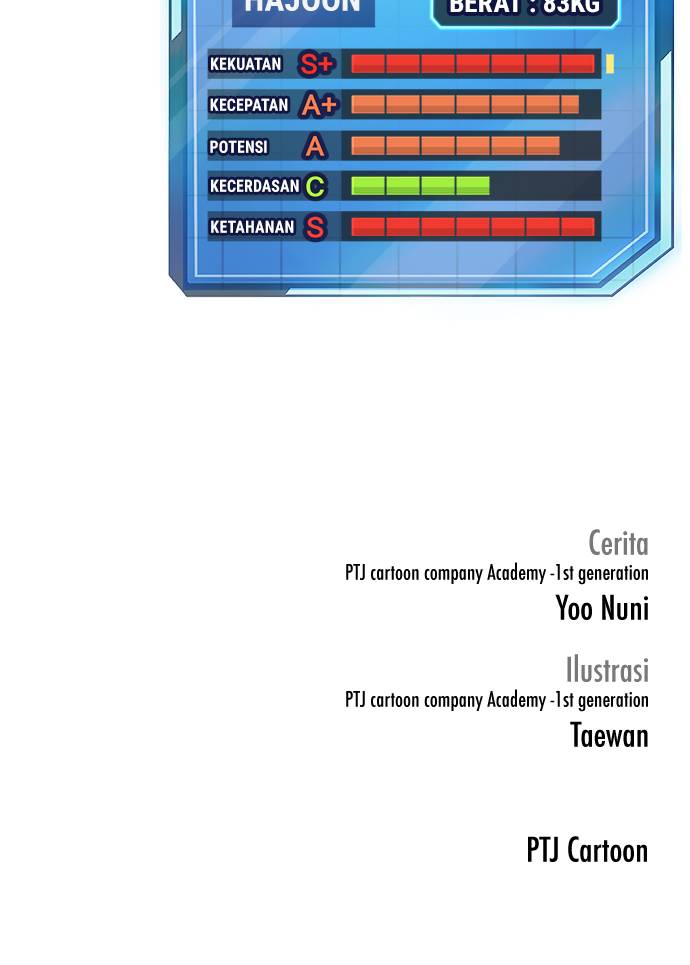 HAJOON
BERAT : 83KG
KEKUATAN S+
KECEPATAN A+
POTENSI A
KECERDASAN C
KETAHANAN S
Cerita
PTJ cartoon company Academy -1st generation
Yoo Nuni
Ilustrasi
PTJ cartoon company Academy -1st generation
Taewan
PTJ Cartoon